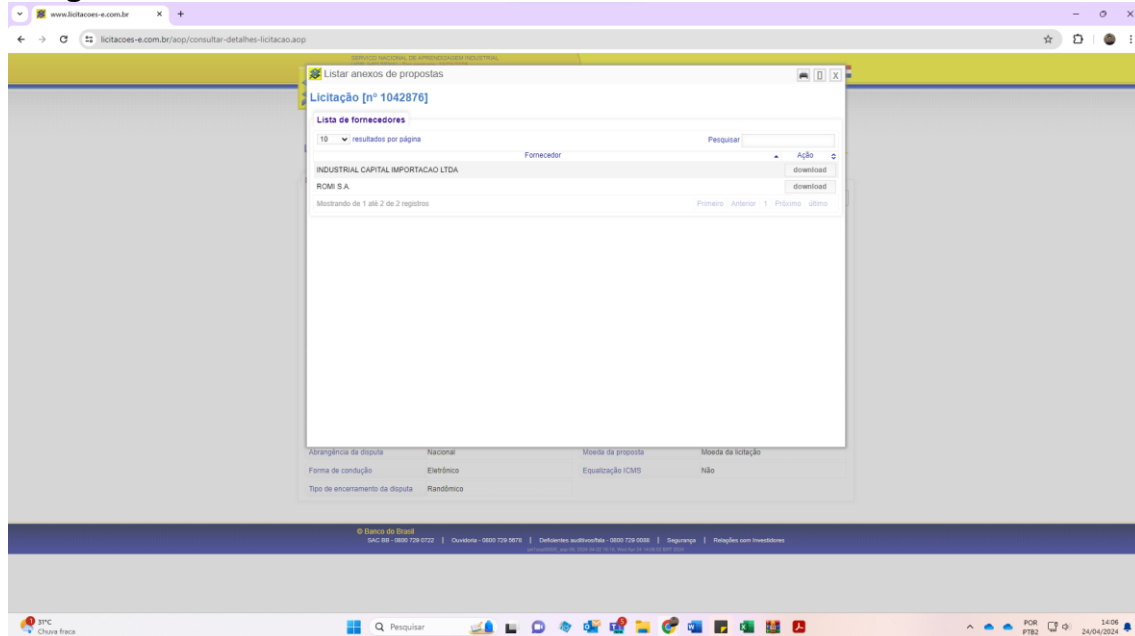 www.licitacoes-e.com.br
licitacoes-e.com.br/aop/consultar-detalhes-licitacao.aop
SERVICO NACIONAL DE APRENDIZAGEM INDUSTRIAL
Listar anexos de propostas
X
Licitação [nº 1042876]
Lista de fornecedores
10 resultados por página Pesquisar
Fornecedor Ação
INDUSTRIAL CAPITAL IMPORTACAO LTDA download
ROMI S.A. download
Mostrando de 1 até 2 de 2 registros Primeiro Anterior 1 Próximo último
Abrangência da disputa Nacional Moeda da proposta Moeda da licitação
Forma de condução Eletrônico Equalização ICMS Não
Tipo de encerramento da disputa Randômico
© Banco do Brasil
SAC BB - 0800 729 0722 | Ouvidoria - 0800 729 5678 | Deficientes auditivos/fala - 0800 729 0088 | Segurança | Relações com Investidores
31°C
Chuva fraca
Pesquisar
POR
PTB2
14:06
24/04/2024